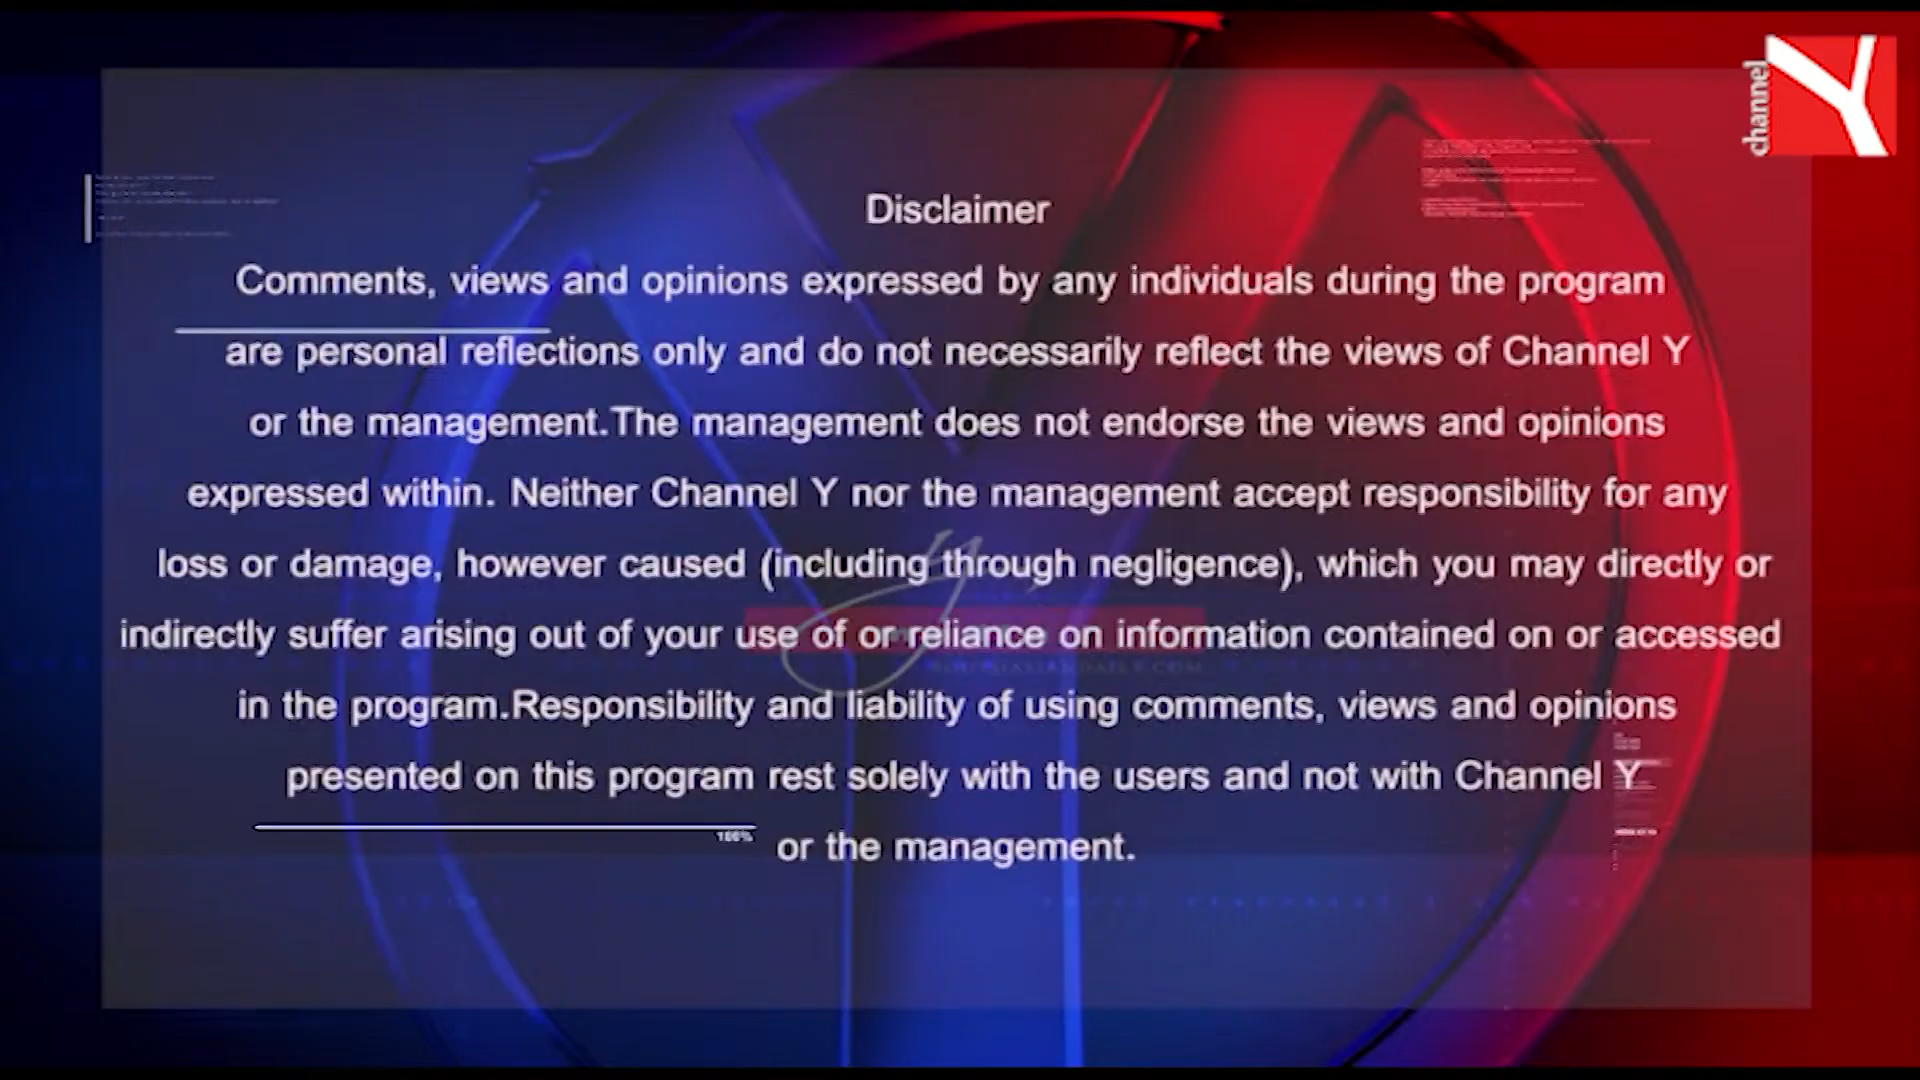 channel
Y
Disclaimer
Comments, views and opinions expressed by any individuals during the program
are personal reflections only and do not necessarily reflect the views of Channel Y
or the management.The management does not endorse the views and opinions
expressed within. Neither Channel Y nor the management accept responsibility for any
loss or damage, however caused (including through negligence), which you may directly or
indirectly suffer arising out of your use of or reliance on information contained on or accessed
in the program.Responsibility and liability of using comments, views and opinions
presented on this program rest solely with the users and not with Channel Y
100%
or the management.